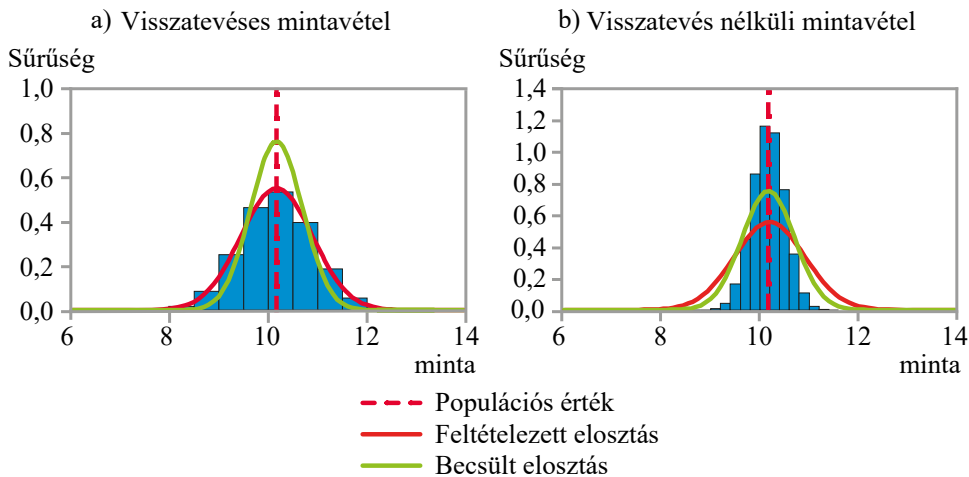 a) Visszatevéses mintavétel
Sűrűség
1,0
0,8
0,6
0,4
0,2
0,0
6
8
10
12
14
minta
b) Visszatevés nélküli mintavétel
Sűrűség
1,4
1,2
1,0
0,8
0,6
0,4
0,2
0,0
6
8
10
12
14
minta
Populációs érték
Feltételezett elosztás
Becsült elosztás